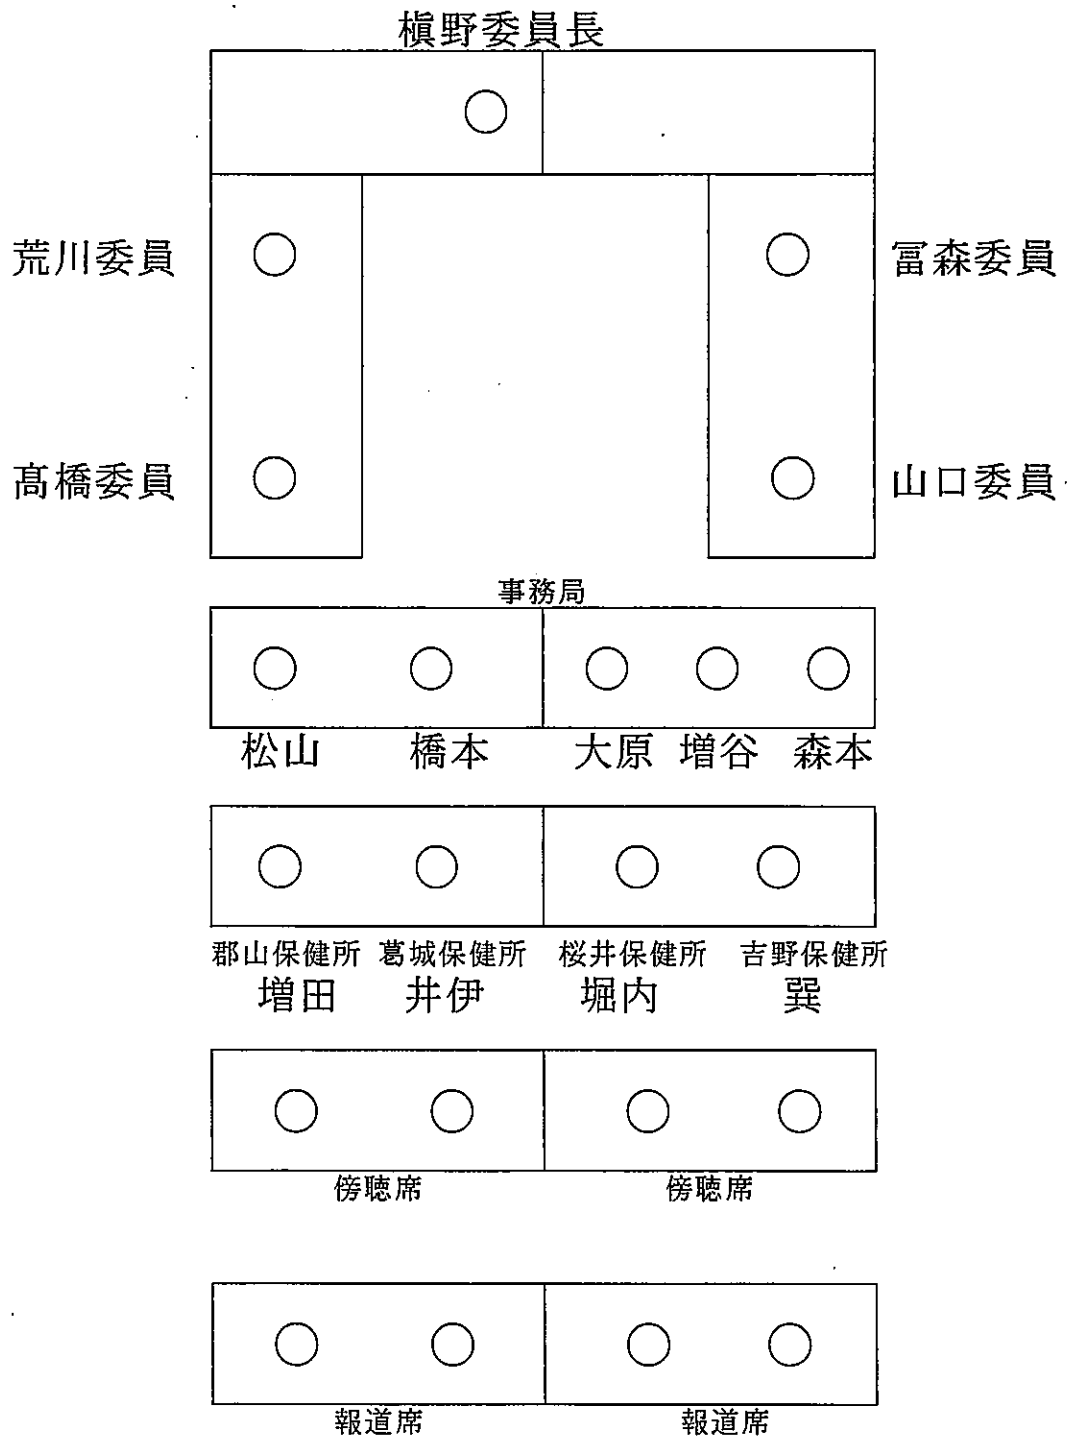 槇野委員長
荒川委員 冨森委員
髙橋委員 山口委員
事務局
松山 橋本 大原 増谷 森本
郡山保健所 葛城保健所 桜井保健所 吉野保健所
増田 井伊 堀内 巽
傍聴席 傍聴席
報道席 報道席